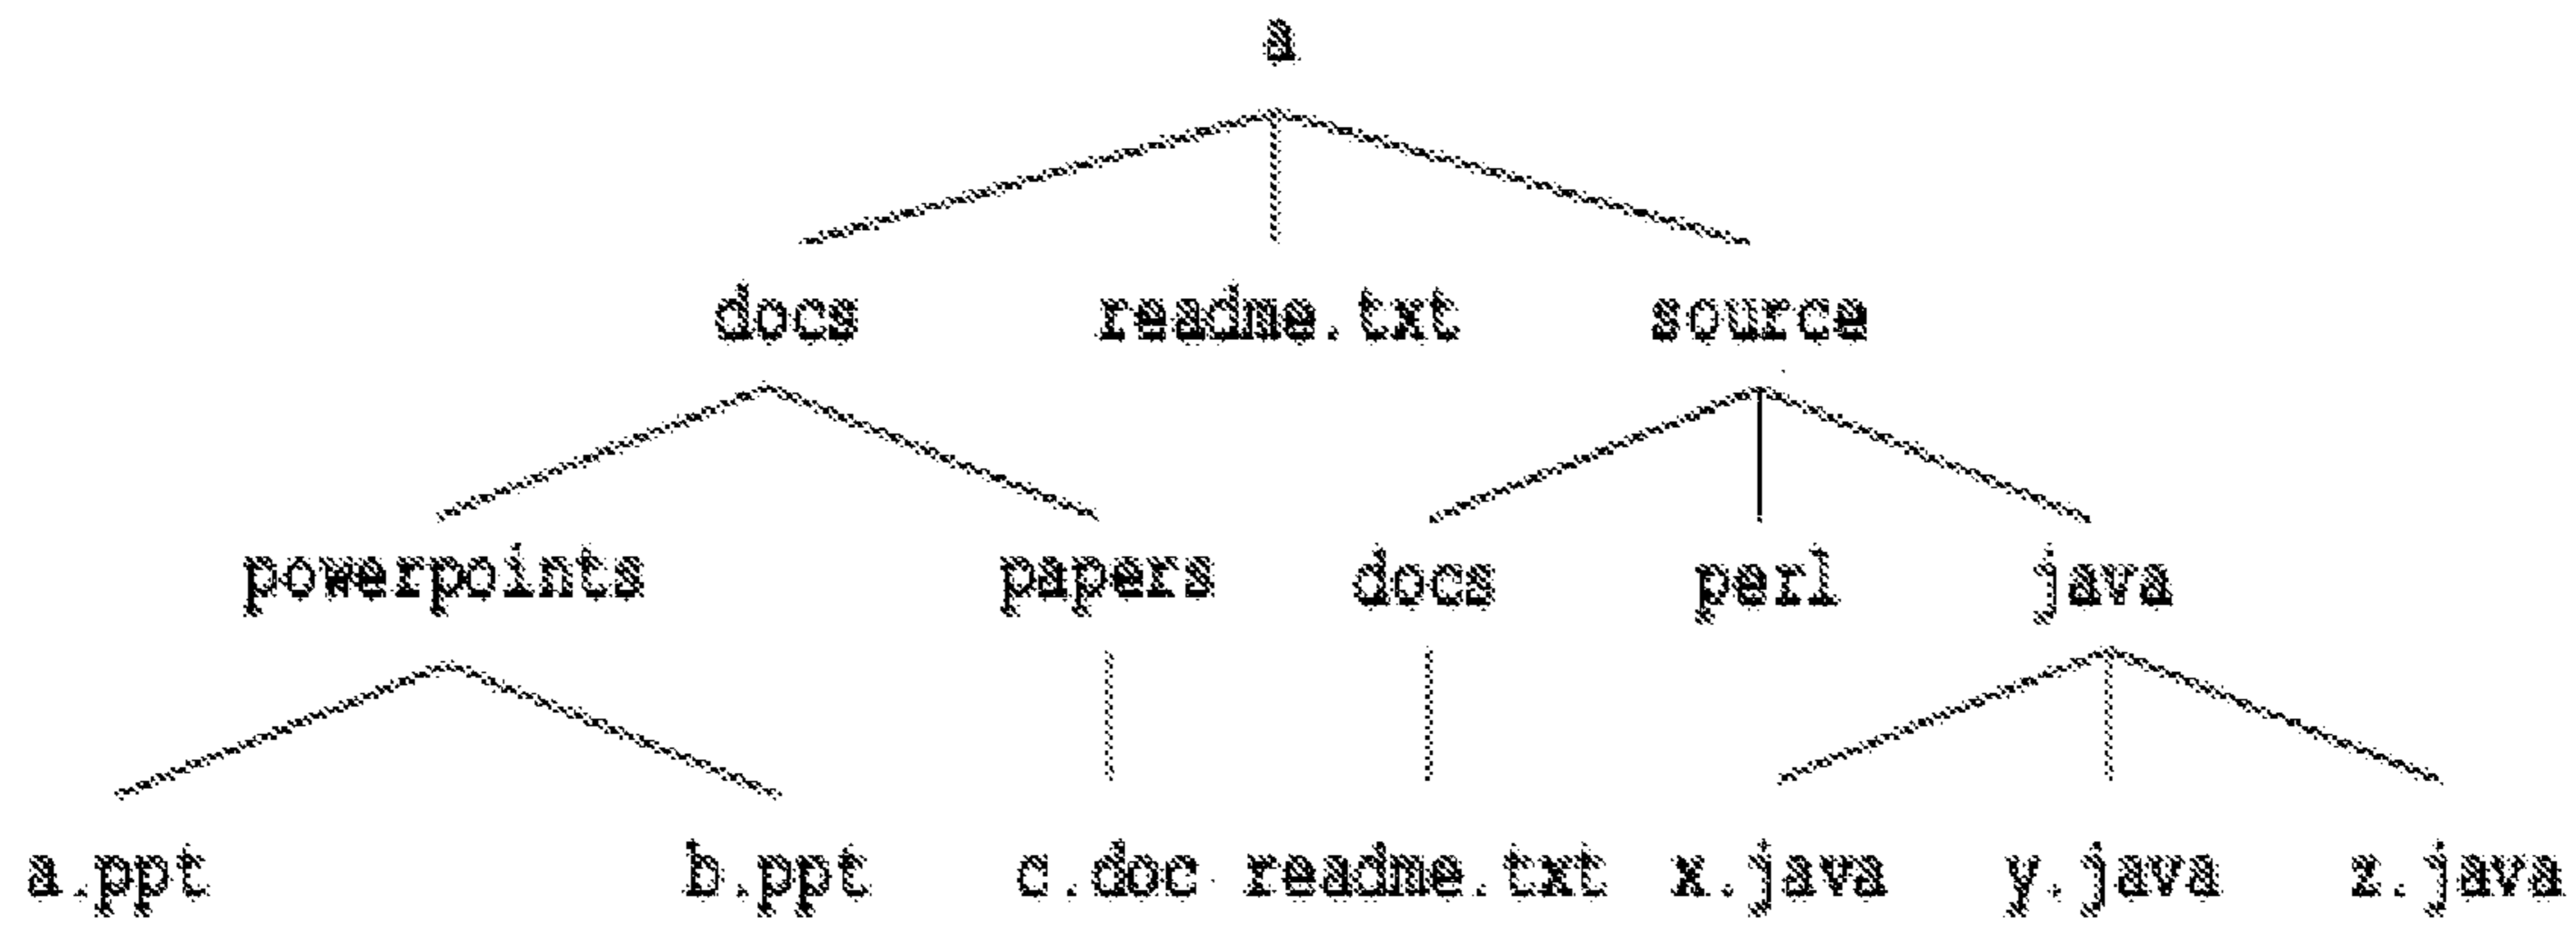 a
docs readme.txt source
powerpoints papers docs perl java
a.ppt b.ppt c.doc readme.txt x.java y.java z.java